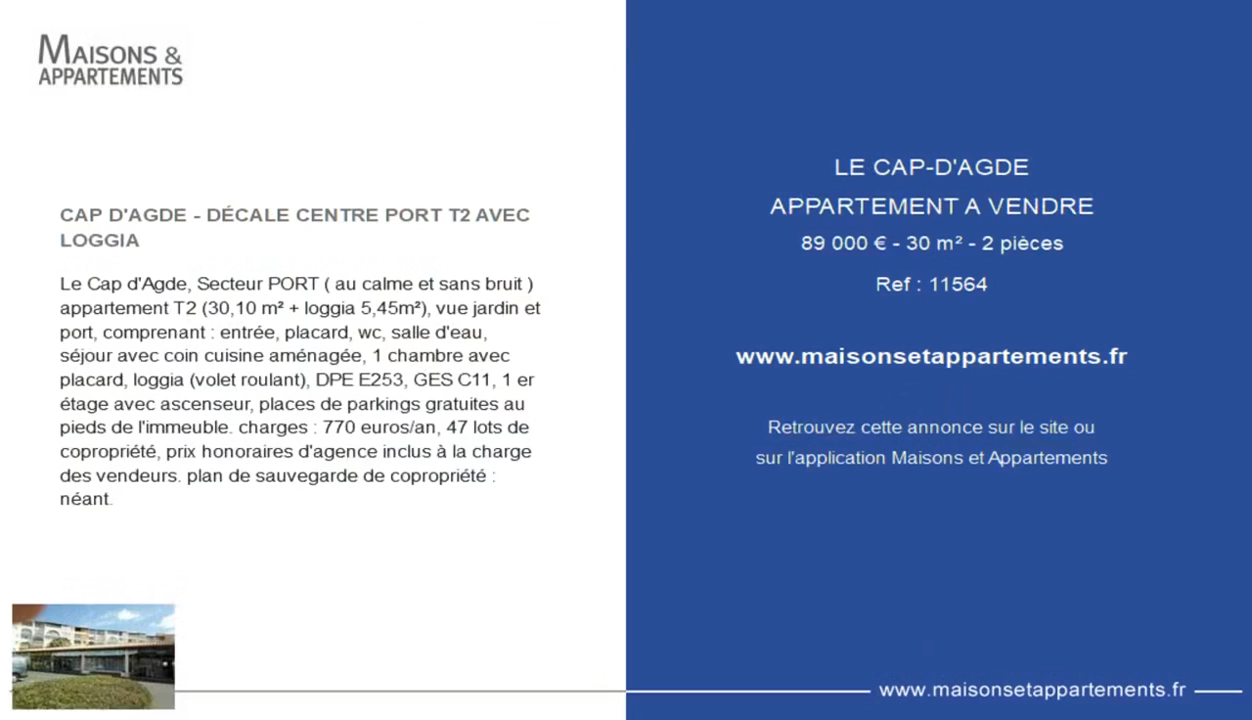 MAISONS &
APPARTEMENTS
CAP D'AGDE - DÉCALE CENTRE PORT T2 AVEC
LOGGIA
Le Cap d'Agde, Secteur PORT ( au calme et sans bruit )
appartement T2 (30,10 m² + loggia 5,45m²), vue jardin et
port, comprenant : entrée, placard, wc, salle d'eau,
séjour avec coin cuisine aménagée, 1 chambre avec
placard, loggia (volet roulant), DPE E253, GES C11, 1 er
étage avec ascenseur, places de parkings gratuites au
pieds de l'immeuble. charges : 770 euros/an, 47 lots de
copropriété, prix honoraires d'agence inclus à la charge
des vendeurs. plan de sauvegarde de copropriété :
néant.
LE CAP-D'AGDE
APPARTEMENT A VENDRE
89 000 € - 30 m² - 2 pièces
Ref : 11564
www.maisonsetappartements.fr
Retrouvez cette annonce sur le site ou
sur l'application Maisons et Appartements
www.maisonsetappartements.fr